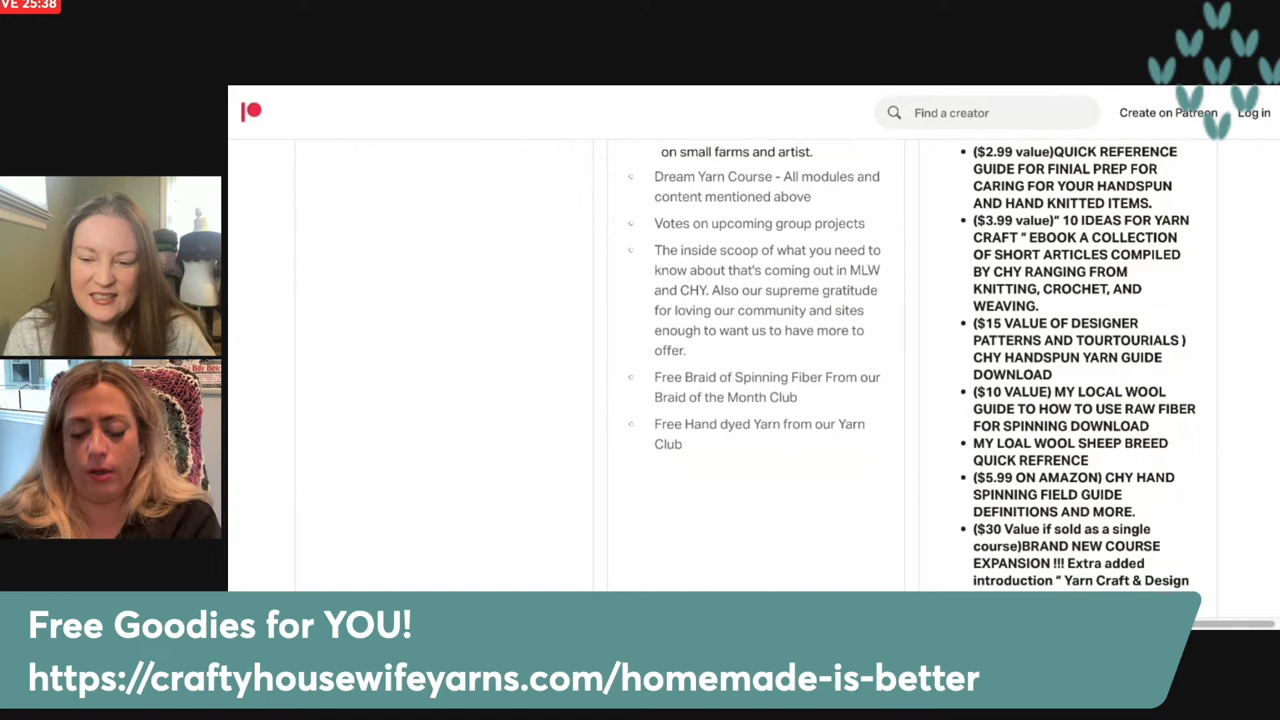 VE 25:38
Find a creator
Create on Patreon
Log in
on small farms and artist.
Dream Yarn Course - All modules and
content mentioned above
Votes on upcoming group projects
The inside scoop of what you need to
know about that's coming out in MLW
and CHY. Also our supreme gratitude
for loving our community and sites
enough to want us to have more to
offer.
Free Braid of Spinning Fiber From our
Braid of the Month Club
Free Hand dyed Yarn from our Yarn
Club
($2.99 value)QUICK REFERENCE
GUIDE FOR FINIAL PREP FOR
CARING FOR YOUR HANDSPUN
AND HAND KNITTED ITEMS.
($3.99 value)" 10 IDEAS FOR YARN
CRAFT " EBOOK A COLLECTION
OF SHORT ARTICLES COMPILED
BY CHY RANGING FROM
KNITTING, CROCHET, AND
WEAVING.
($15 VALUE OF DESIGNER
PATTERNS AND TOURTOURIALS )
CHY HANDSPUN YARN GUIDE
DOWNLOAD
($10 VALUE) MY LOCAL WOOL
GUIDE TO HOW TO USE RAW FIBER
FOR SPINNING DOWNLOAD
MY LOAL WOOL SHEEP BREED
QUICK REFRENCE
($5.99 ON AMAZON) CHY HAND
SPINNING FIELD GUIDE
DEFINITIONS AND MORE.
($30 Value if sold as a single
course)BRAND NEW COURSE
EXPANSION !!! Extra added
introduction " Yarn Craft & Design
Free Goodies for YOU!
https://craftyhousewifeyarns.com/homemade-is-better